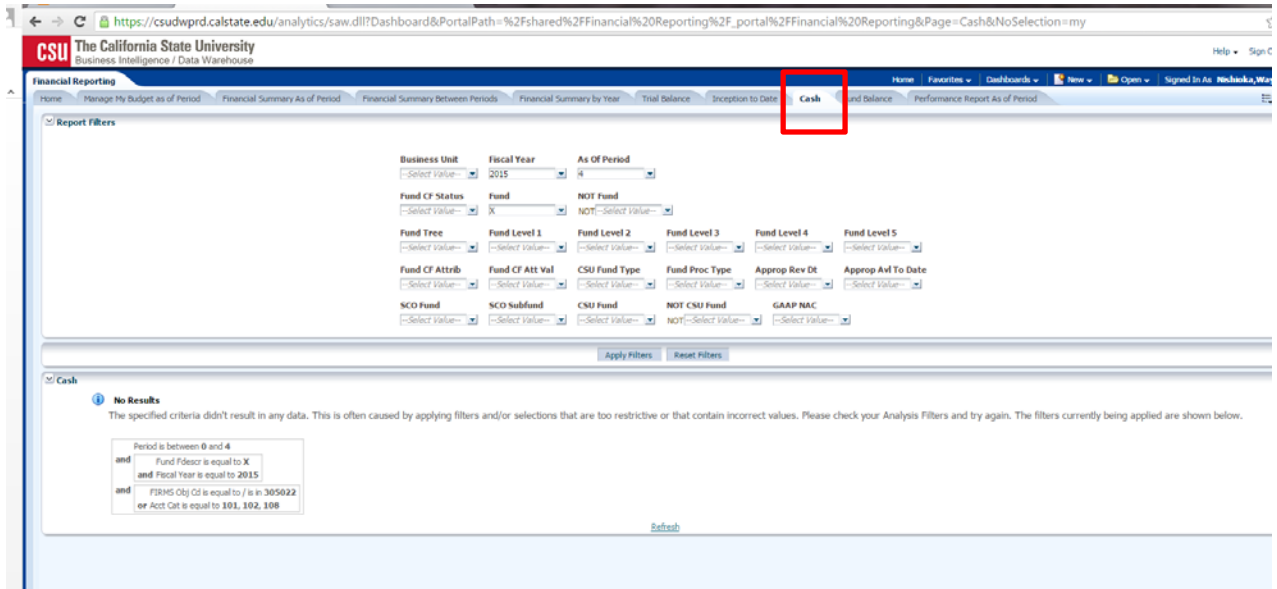 https://csudwprd.calstate.edu/analytics/saw.dll?Dashboard&PortalPath=%2Fshared%2FFinancial%20Reporting%2F_portal%2FFinancial%20Reporting&Page=Cash&NoSelection=my
CSU The California State University
Business Intelligence / Data Warehouse
Help Sign
Financial Reporting Home Favorites Dashboards New Open Signed In As Nishioka,Way
Home Manage My Budget as of Period Financial Summary As of Period Financial Summary Between Periods Financial Summary by Year Trial Balance Inception to Date Cash und Balance Performance Report As of Period
Report Filters
Business Unit Fiscal Year As Of Period
--Select Value-- 2015 4
Fund CF Status Fund NOT Fund
--Select Value-- X NOT --Select Value--
Fund Tree Fund Level 1 Fund Level 2 Fund Level 3 Fund Level 4 Fund Level 5
--Select Value-- --Select Value-- --Select Value-- --Select Value-- --Select Value-- --Select Value--
Fund CF Attrib Fund CF Att Val CSU Fund Type Fund Proc Type Approp Rev Dt Approp Avl To Date
--Select Value-- --Select Value-- --Select Value-- --Select Value-- --Select Value-- --Select Value--
SCO Fund SCO Subfund CSU Fund NOT CSU Fund GAAP NAC
--Select Value-- --Select Value-- --Select Value-- NOT --Select Value-- --Select Value--
Apply Filters Reset Filters
Cash
No Results
The specified criteria didn't result in any data. This is often caused by applying filters and/or selections that are too restrictive or that contain incorrect values. Please check your Analysis Filters and try again. The filters currently being applied are shown below.
Period is between 0 and 4
and Fund Fdescr is equal to X
and Fiscal Year is equal to 2015
and FIRMS Obj Cd is equal to / is in 305022
or Acct Cat is equal to 101, 102, 108
Refresh